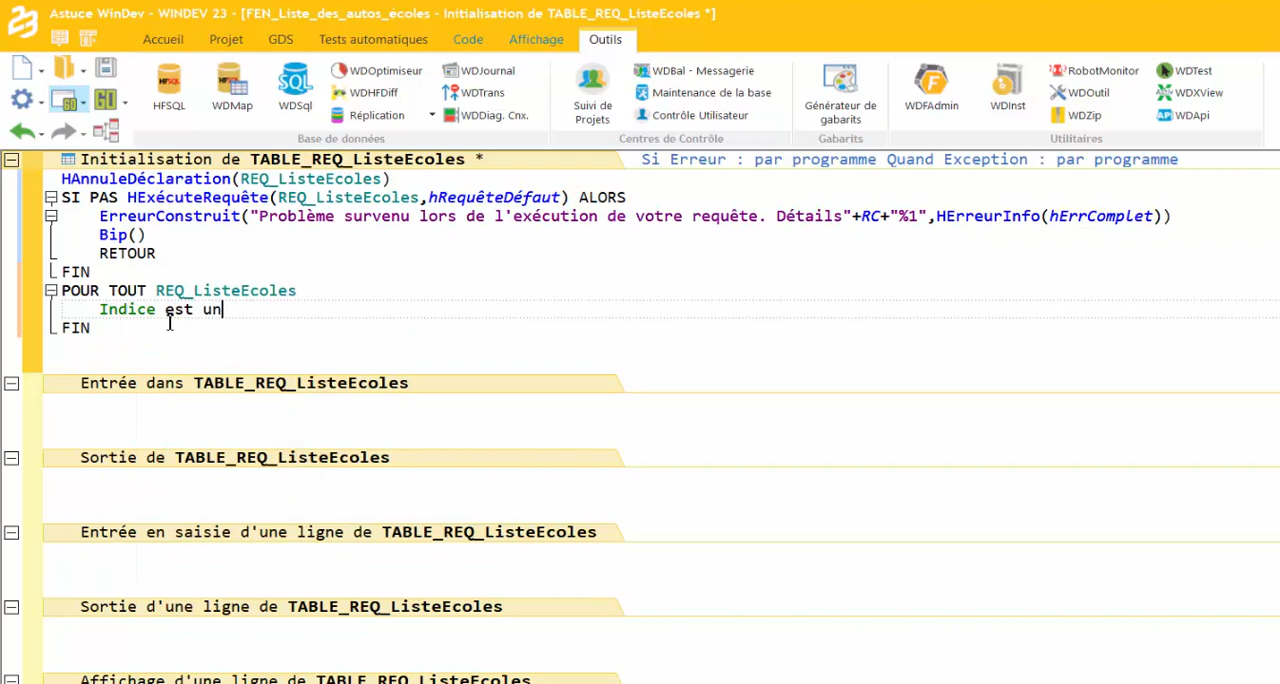 Astuce WinDev - WINDEV 23 - [FEN_Liste_des_autos_ecoles - Initialisation de TABLE_REQ_ListeEcoles *]
23
Accueil Projet GDS Tests automatiques Code Affichage Outils
HFSQL WDMap WDSql
WDOptimiseur WDJournal
WDHFDiff WDTrans
Réplication WDDiag. Cnx.
Base de données
Suivi de Projets
WDBal - Messagerie
Maintenance de la base
Contrôle Utilisateur
Centres de Contrôle
Générateur de gabarits
Gabarits
WDFAdmin WDInst
RobotMonitor WDTest
WDOutil WDXView
WDZip WDApi
Utilitaires
Initialisation de TABLE_REQ_ListeEcoles * Si Erreur : par programme Quand Exception : par programme
HAnnuleDéclaration(REQ_ListeEcoles)
SI PAS HExécuteRequête(REQ_ListeEcoles,hRequêteDéfaut) ALORS
ErreurConstruit("Problème survenu lors de l'exécution de votre requête. Détails"+RC+"%1",HErreurInfo(hErrComplet))
Bip()
RETOUR
FIN
POUR TOUT REQ_ListeEcoles
Indice est un
FIN
Entrée dans TABLE_REQ_ListeEcoles
Sortie de TABLE_REQ_ListeEcoles
Entrée en saisie d'une ligne de TABLE_REQ_ListeEcoles
Sortie d'une ligne de TABLE_REQ_ListeEcoles
Affichage d'une ligne de TABLE_REQ_ListeEcoles